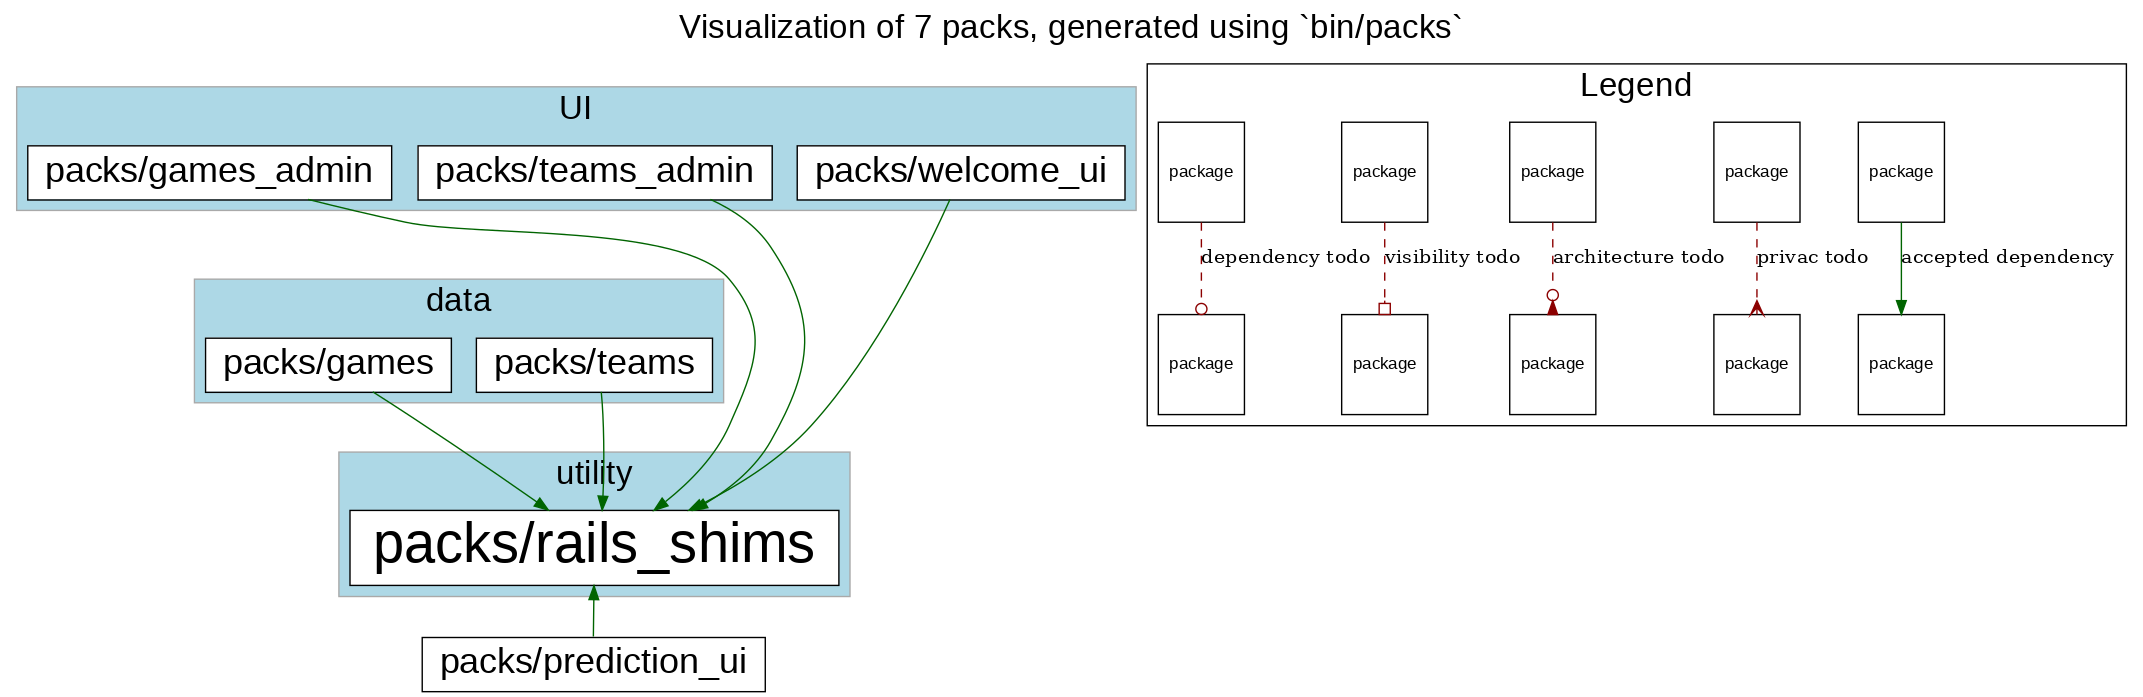 Visualization of 7 packs, generated using `bin/packs`
UI
packs/games_admin
packs/teams_admin
packs/welcome_ui
data
packs/games
packs/teams
utility
packs/rails_shims
packs/prediction_ui
Legend
package
package
package
package
package
dependency todo
visibility todo
architecture todo
privac todo
accepted dependency
package
package
package
package
package